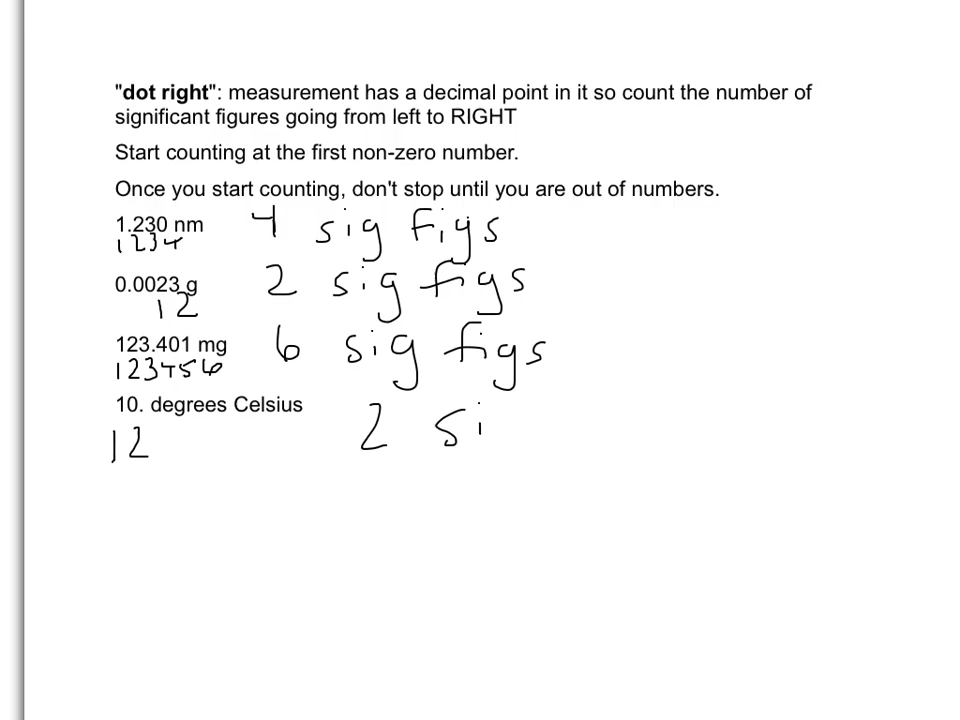 "dot right": measurement has a decimal point in it so count the number of
significant figures going from left to RIGHT
Start counting at the first non-zero number.
Once you start counting, don't stop until you are out of numbers.
1.230 nm 4 sig figs
1234
0.0023 g 2 sig figs
12
123.401 mg 6 sig figs
123456
10. degrees Celsius 2 si
12